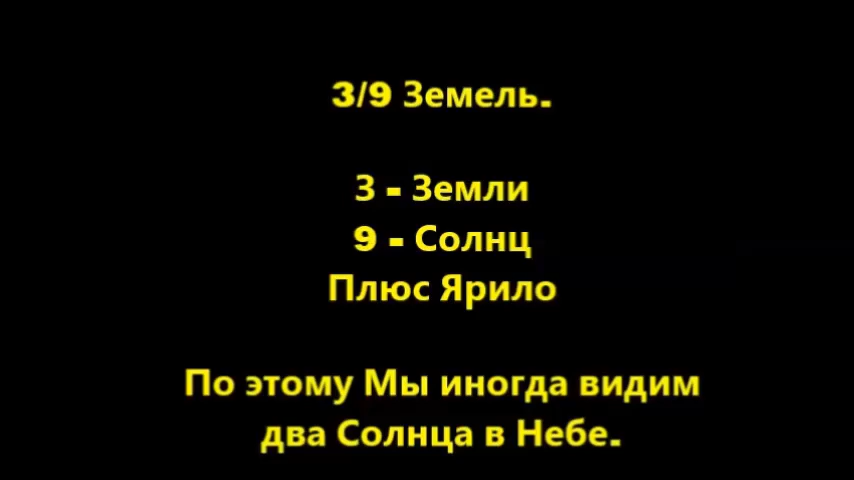 3/9 Земель.
3 - Земли
9 - Солнц
Плюс Ярило
По этому Мы иногда видим
два Солнца в Небе.